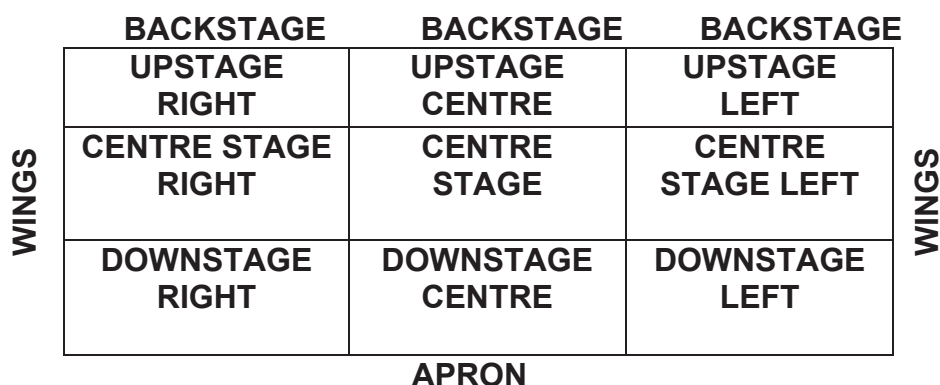 BACKSTAGE BACKSTAGE BACKSTAGE
UPSTAGE
RIGHT
UPSTAGE
CENTRE
UPSTAGE
LEFT
WINGS
CENTRE STAGE
RIGHT
CENTRE
STAGE
CENTRE
STAGE LEFT
WINGS
DOWNSTAGE
RIGHT
DOWNSTAGE
CENTRE
DOWNSTAGE
LEFT
APRON